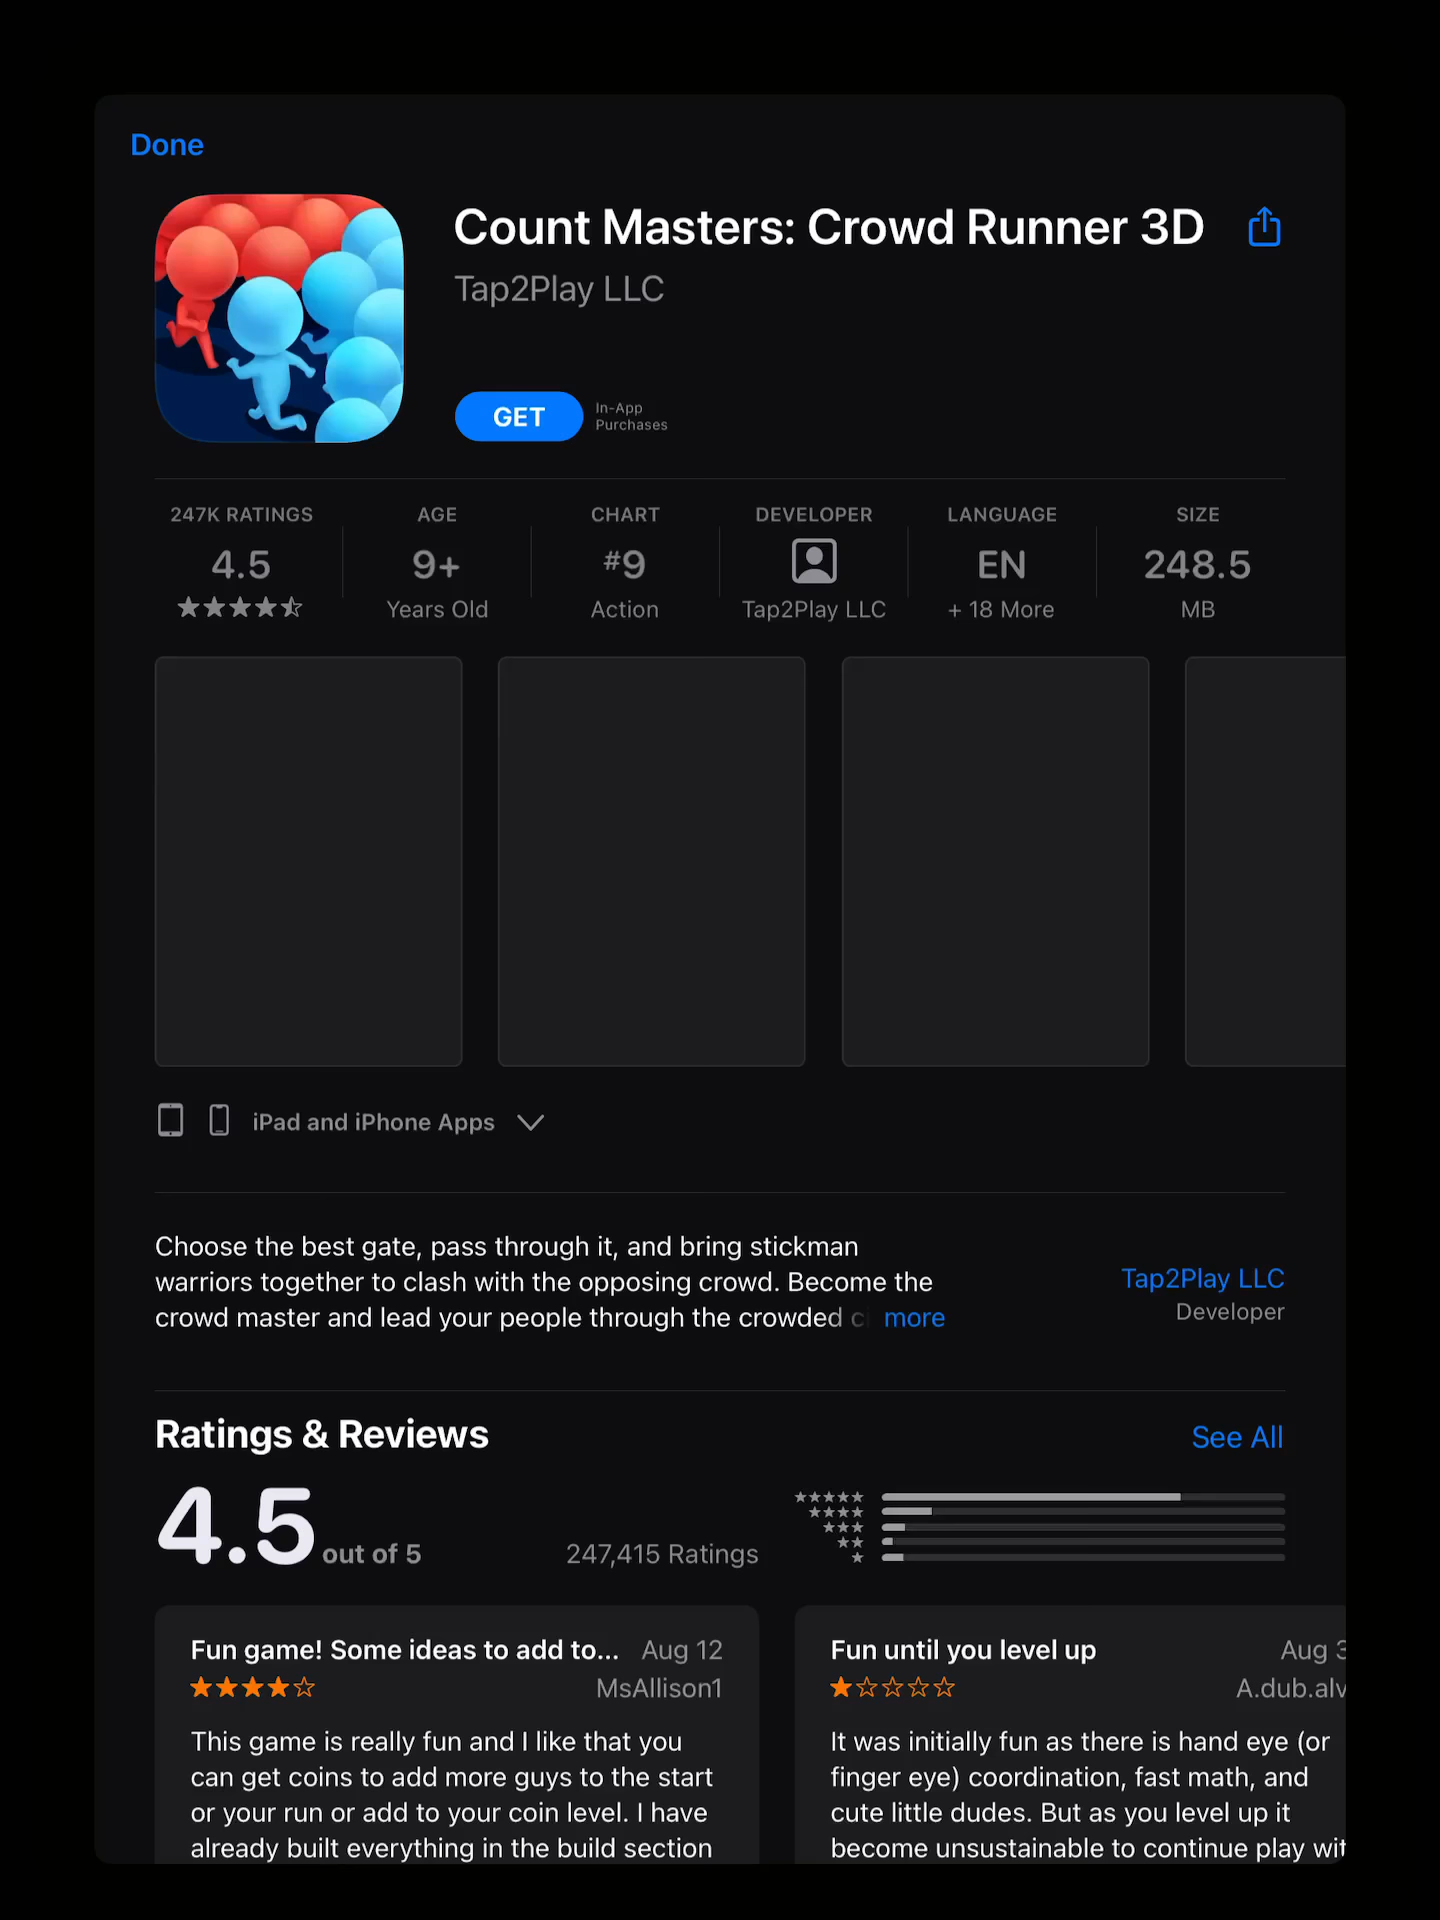 Done
Count Masters: Crowd Runner 3D
Tap2Play LLC
GET
In-App
Purchases
247K RATINGS
4.5
AGE
9+
Years Old
CHART
#9
Action
DEVELOPER
Tap2Play LLC
LANGUAGE
EN
+ 18 More
SIZE
248.5
MB
iPad and iPhone Apps
Choose the best gate, pass through it, and bring stickman
warriors together to clash with the opposing crowd. Become the
crowd master and lead your people through the crowded
more
Tap2Play LLC
Developer
Ratings & Reviews
See All
4.5 out of 5
247,415 Ratings
Fun game! Some ideas to add to...
Aug 12
MsAllison1
This game is really fun and I like that you
can get coins to add more guys to the start
or your run or add to your coin level. I have
already built everything in the build section
Fun until you level up
Aug 3
A.dub.alv
It was initially fun as there is hand eye (or
finger eye) coordination, fast math, and
cute little dudes. But as you level up it
become unsustainable to continue play wit